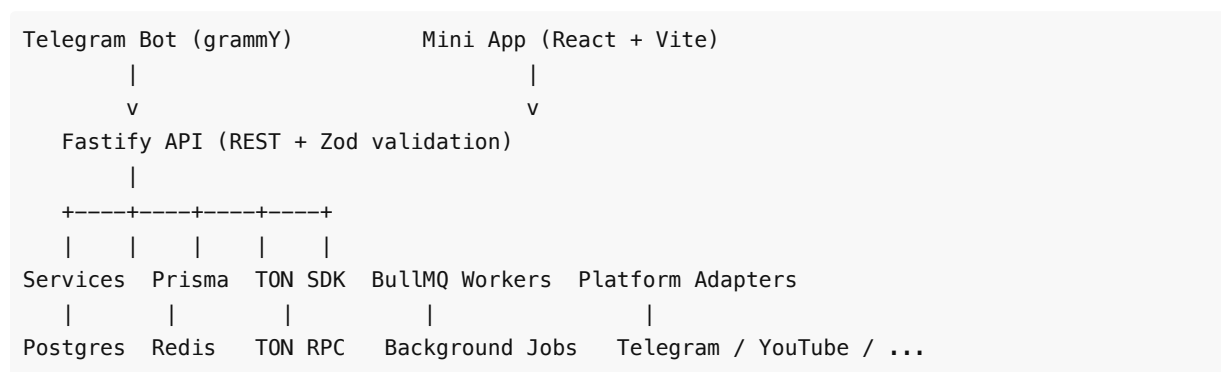 Telegram Bot (grammY)          Mini App (React + Vite)
        |                              |
        v                              v
   Fastify API (REST + Zod validation)
        |
   +----+----+----+----+
   |    |    |    |    |
Services  Prisma  TON SDK  BullMQ Workers  Platform Adapters
   |       |        |          |                |
Postgres  Redis   TON RPC   Background Jobs   Telegram / YouTube / ...